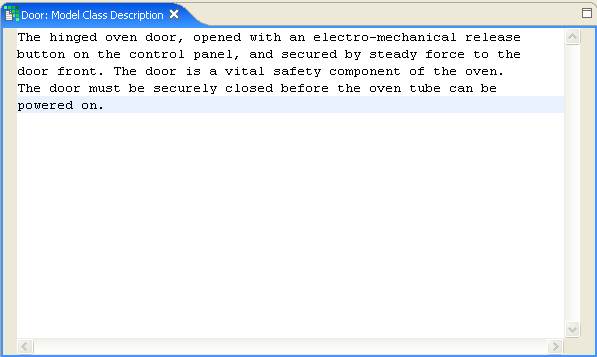 Door: Model Class Description
The hinged oven door, opened with an electro-mechanical release
button on the control panel, and secured by steady force to the
door front. The door is a vital safety component of the oven.
The door must be securely closed before the oven tube can be
powered on.